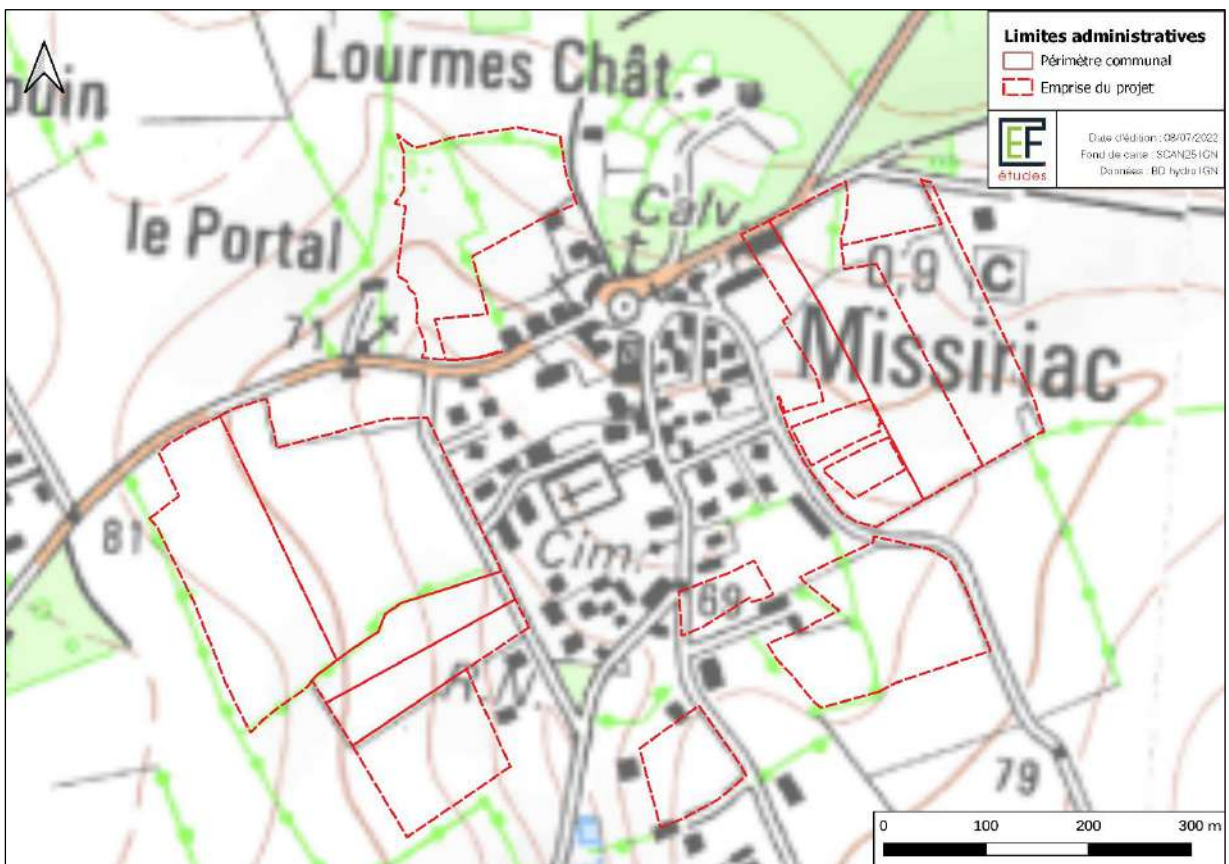 Lourmes Chât.
ouin
le Portal
Calv
71
0,9
C
Missiriac
81
Cim.
69
R.N.
79
Limites administratives
Périmètre communal
Emprise du projet
EF
études
Date d'édition : 08/07/2022
Fond de carte : SCAN25 IGN
Données : BD hydro IGN
0 100 200 300 m